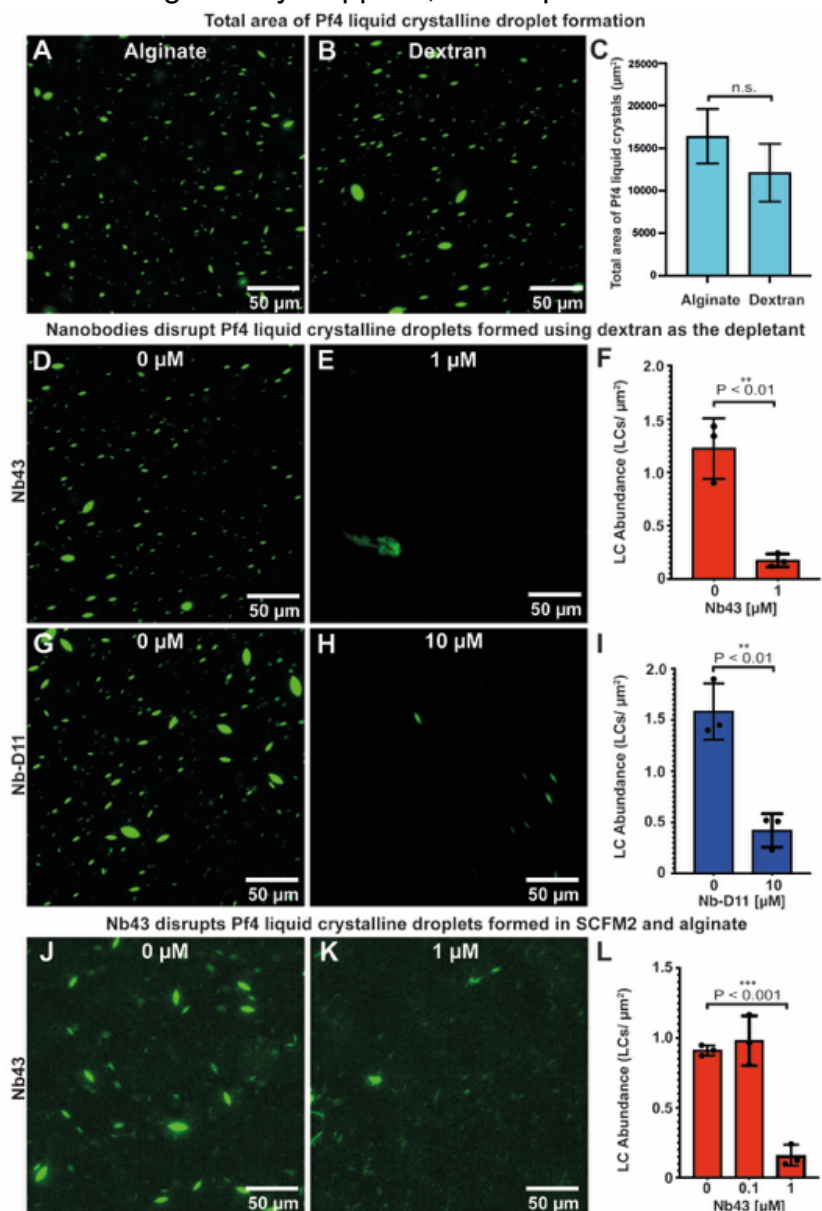 Total area of Pf4 liquid crystalline droplet formation
A Alginate
B Dextran
C
Total area of Pf4 liquid crystals (µm²)
25000
20000
15000
10000
5000
0
n.s.
Alginate Dextran
50 µm
50 µm
Nanobodies disrupt Pf4 liquid crystalline droplets formed using dextran as the depletant
Nb43
D 0 µM
50 µm
E 1 µM
50 µm
F
LC Abundance (LCs/ µm²)
2.0
1.5
1.0
0.5
0
**
P < 0.01
0 1
Nb43 [µM]
Nb-D11
G 0 µM
50 µm
H 10 µM
50 µm
I
LC Abundance (LCs/ µm²)
2.0
1.5
1.0
0.5
0
**
P < 0.01
0 10
Nb-D11 [µM]
Nb43 disrupts Pf4 liquid crystalline droplets formed in SCFM2 and alginate
Nb43
J 0 µM
50 µm
K 1 µM
50 µm
L
LC Abundance (LCs/ µm²)
1.5
1.0
0.5
0
***
P < 0.001
0 0.1 1
Nb43 [µM]